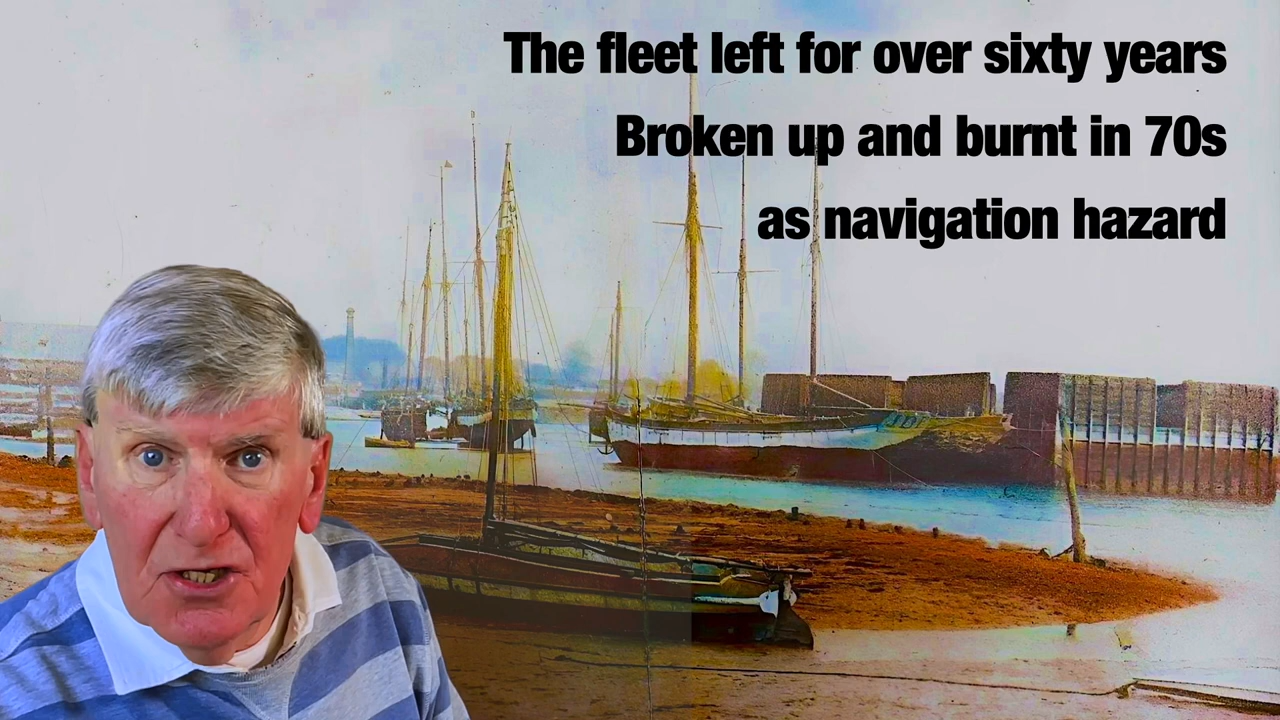 The fleet left for over sixty years
Broken up and burnt in 70s
as navigation hazard